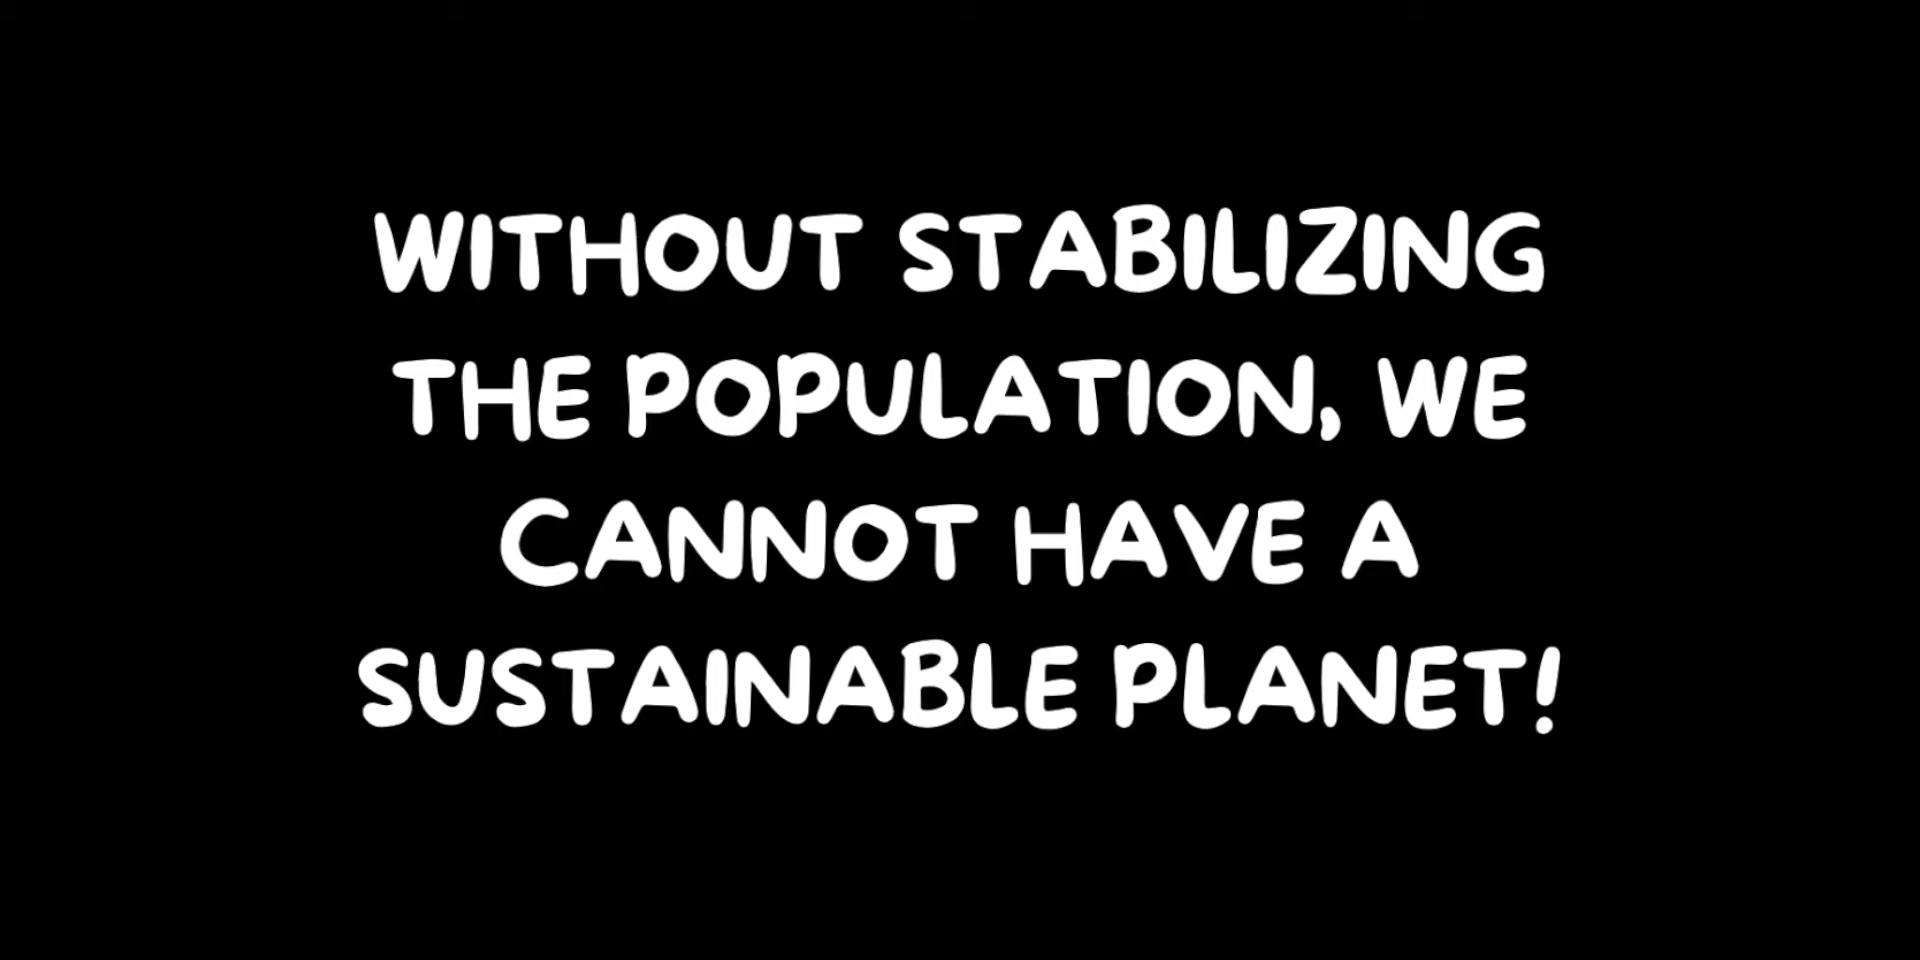 WITHOUT STABILIZING
THE POPULATION, WE
CANNOT HAVE A
SUSTAINABLE PLANET!